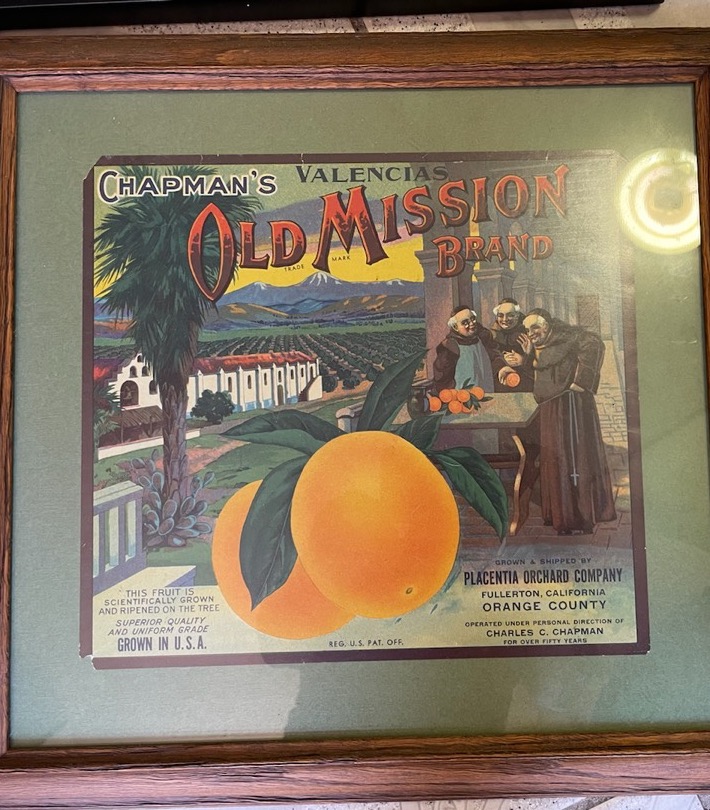 CHAPMAN'S
VALENCIAS
OLD MISSION
BRAND
TRADE MARK
THIS FRUIT IS
SCIENTIFICALLY GROWN
AND RIPENED ON THE TREE
SUPERIOR QUALITY
AND UNIFORM GRADE
GROWN IN U.S.A.
REG. U.S. PAT. OFF.
GROWN & SHIPPED BY
PLACENTIA ORCHARD COMPANY
FULLERTON, CALIFORNIA
ORANGE COUNTY
OPERATED UNDER PERSONAL DIRECTION OF
CHARLES C. CHAPMAN
FOR OVER FIFTY YEARS